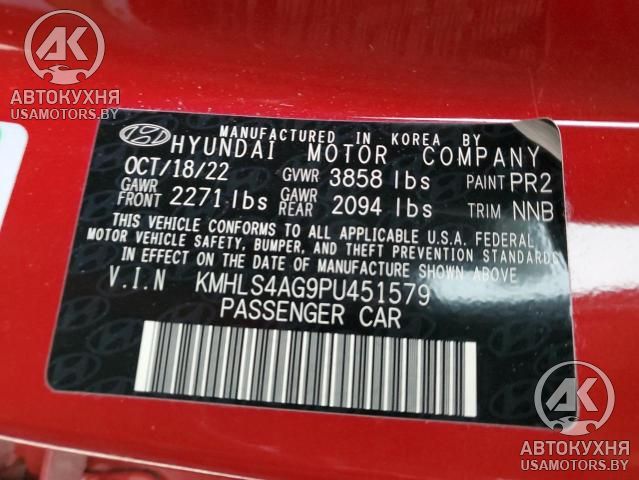 АВТОКУХНЯ
USAMOTORS.BY
MANUFACTURED IN KOREA BY
HYUNDAI MOTOR COMPANY
OCT/18/22 GVWR 3858 lbs PAINT PR2
GAWR FRONT 2271 lbs GAWR REAR 2094 lbs TRIM NNB
THIS VEHICLE CONFORMS TO ALL APPLICABLE U.S.A. FEDERAL
MOTOR VEHICLE SAFETY, BUMPER, AND THEFT PREVENTION STANDARDS
IN EFFECT ON THE DATE OF MANUFACTURE SHOWN ABOVE
V.I.N KMHLS4AG9PU451579
PASSENGER CAR
АВТОКУХНЯ
USAMOTORS.BY